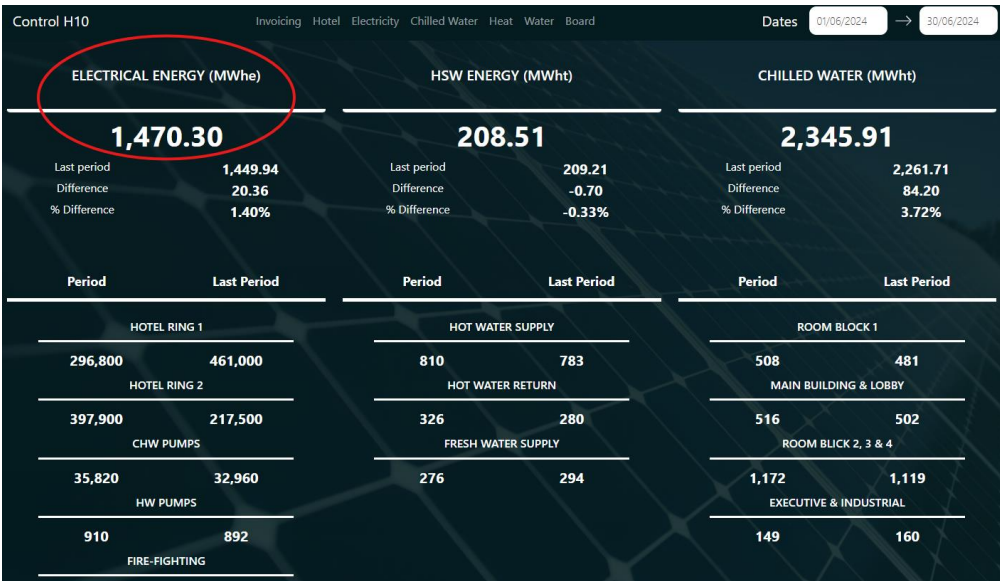 Control H10 Invoicing Hotel Electricity Chilled Water Heat Water Board Dates 01/06/2024 → 30/06/2024
ELECTRICAL ENERGY (MWhe) HSW ENERGY (MWht) CHILLED WATER (MWht)
1,470.30 208.51 2,345.91
Last period 1,449.94 Last period 209.21 Last period 2,261.71
Difference 20.36 Difference -0.70 Difference 84.20
% Difference 1.40% % Difference -0.33% % Difference 3.72%
Period Last Period Period Last Period Period Last Period
HOTEL RING 1 HOT WATER SUPPLY ROOM BLOCK 1
296,800 461,000 810 783 508 481
HOTEL RING 2 HOT WATER RETURN MAIN BUILDING & LOBBY
397,900 217,500 326 280 516 502
CHW PUMPS FRESH WATER SUPPLY ROOM BLICK 2, 3 & 4
35,820 32,960 276 294 1,172 1,119
HW PUMPS EXECUTIVE & INDUSTRIAL
910 892 149 160
FIRE-FIGHTING